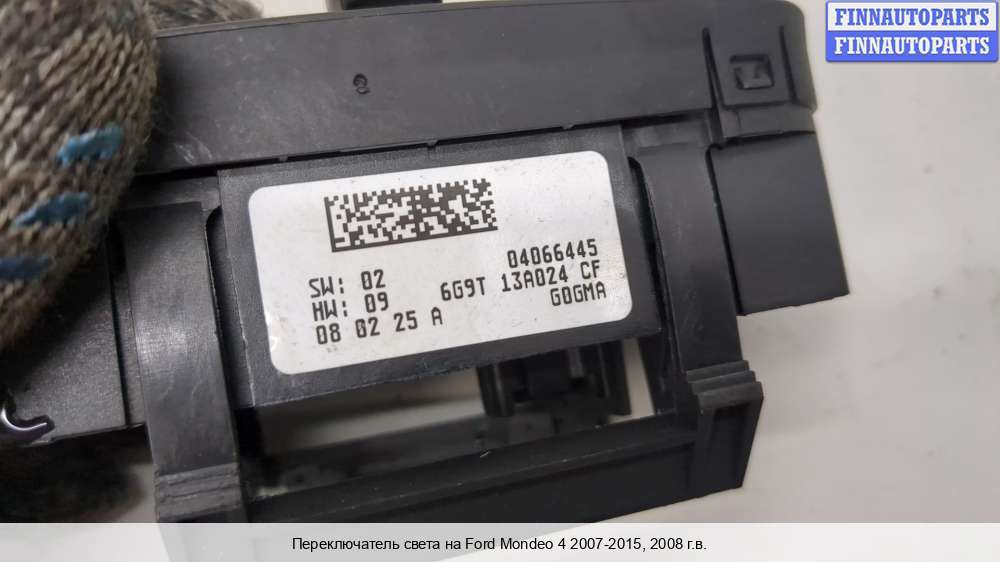 FINNAUTOPARTS
FINNAUTOPARTS
SW: 02 04066445
HW: 09 6G9T 13A024 CF
08 02 25 A GOGMA
Переключатель света на Ford Mondeo 4 2007-2015, 2008 г.в.